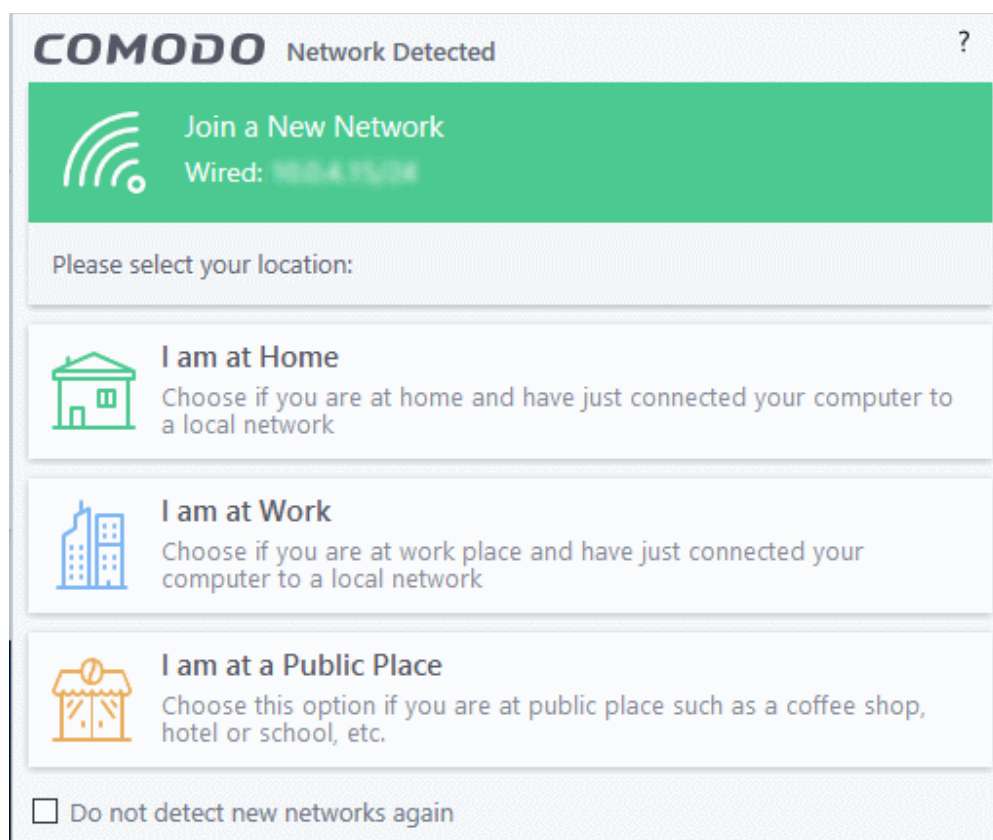 COMODO Network Detected ?
Join a New Network
Wired:
Please select your location:
I am at Home
Choose if you are at home and have just connected your computer to
a local network
I am at Work
Choose if you are at work place and have just connected your
computer to a local network
I am at a Public Place
Choose this option if you are at public place such as a coffee shop,
hotel or school, etc.
Do not detect new networks again